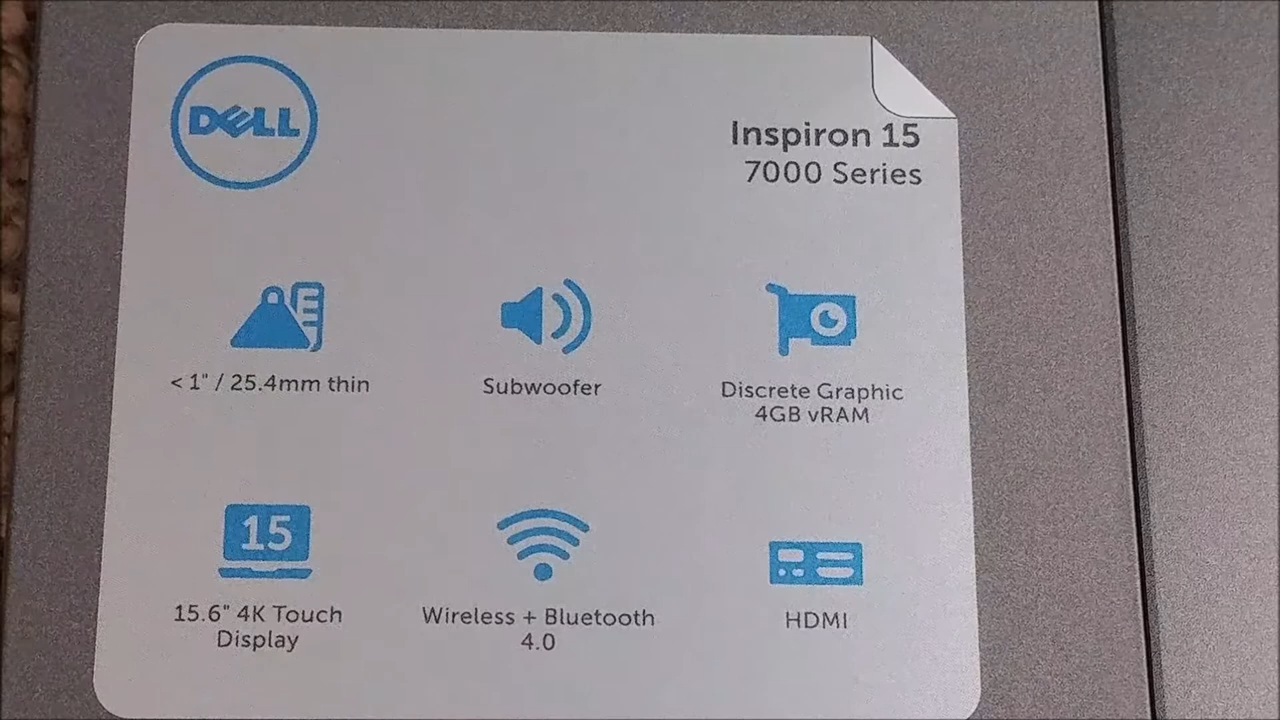 DELL
Inspiron 15
7000 Series
< 1" / 25.4mm thin
Subwoofer
Discrete Graphic
4GB vRAM
15
15.6" 4K Touch
Display
Wireless + Bluetooth
4.0
HDMI